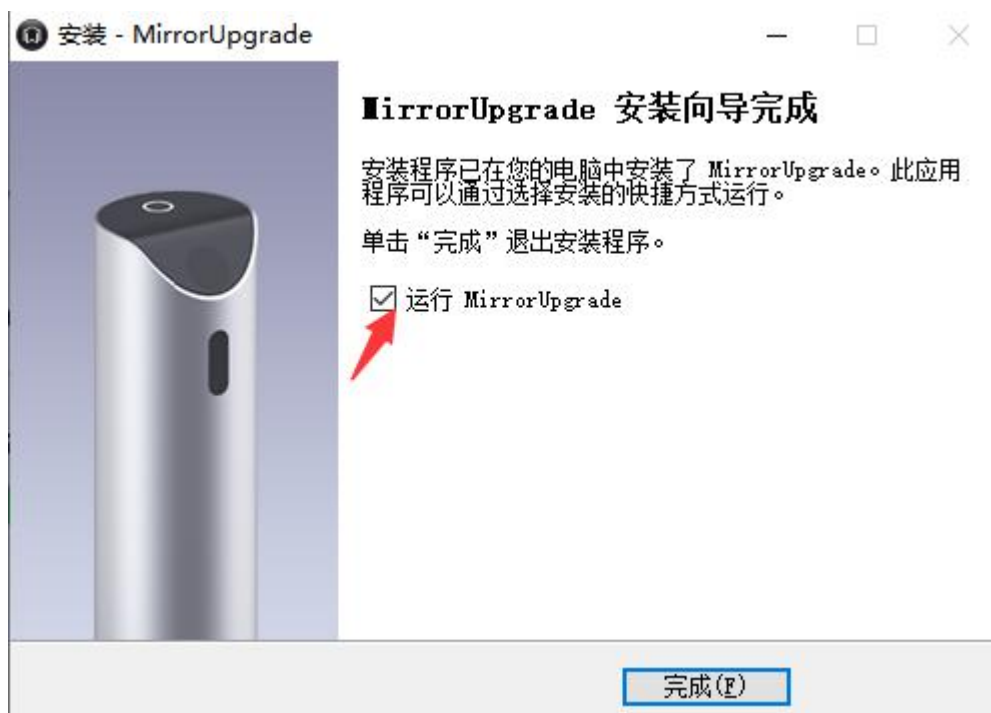 安装 - MirrorUpgrade
MirrorUpgrade 安装向导完成
安装程序已在您的电脑中安装了 MirrorUpgrade。此应用
程序可以通过选择安装的快捷方式运行。
单击“完成”退出安装程序。
运行 MirrorUpgrade
完成(F)